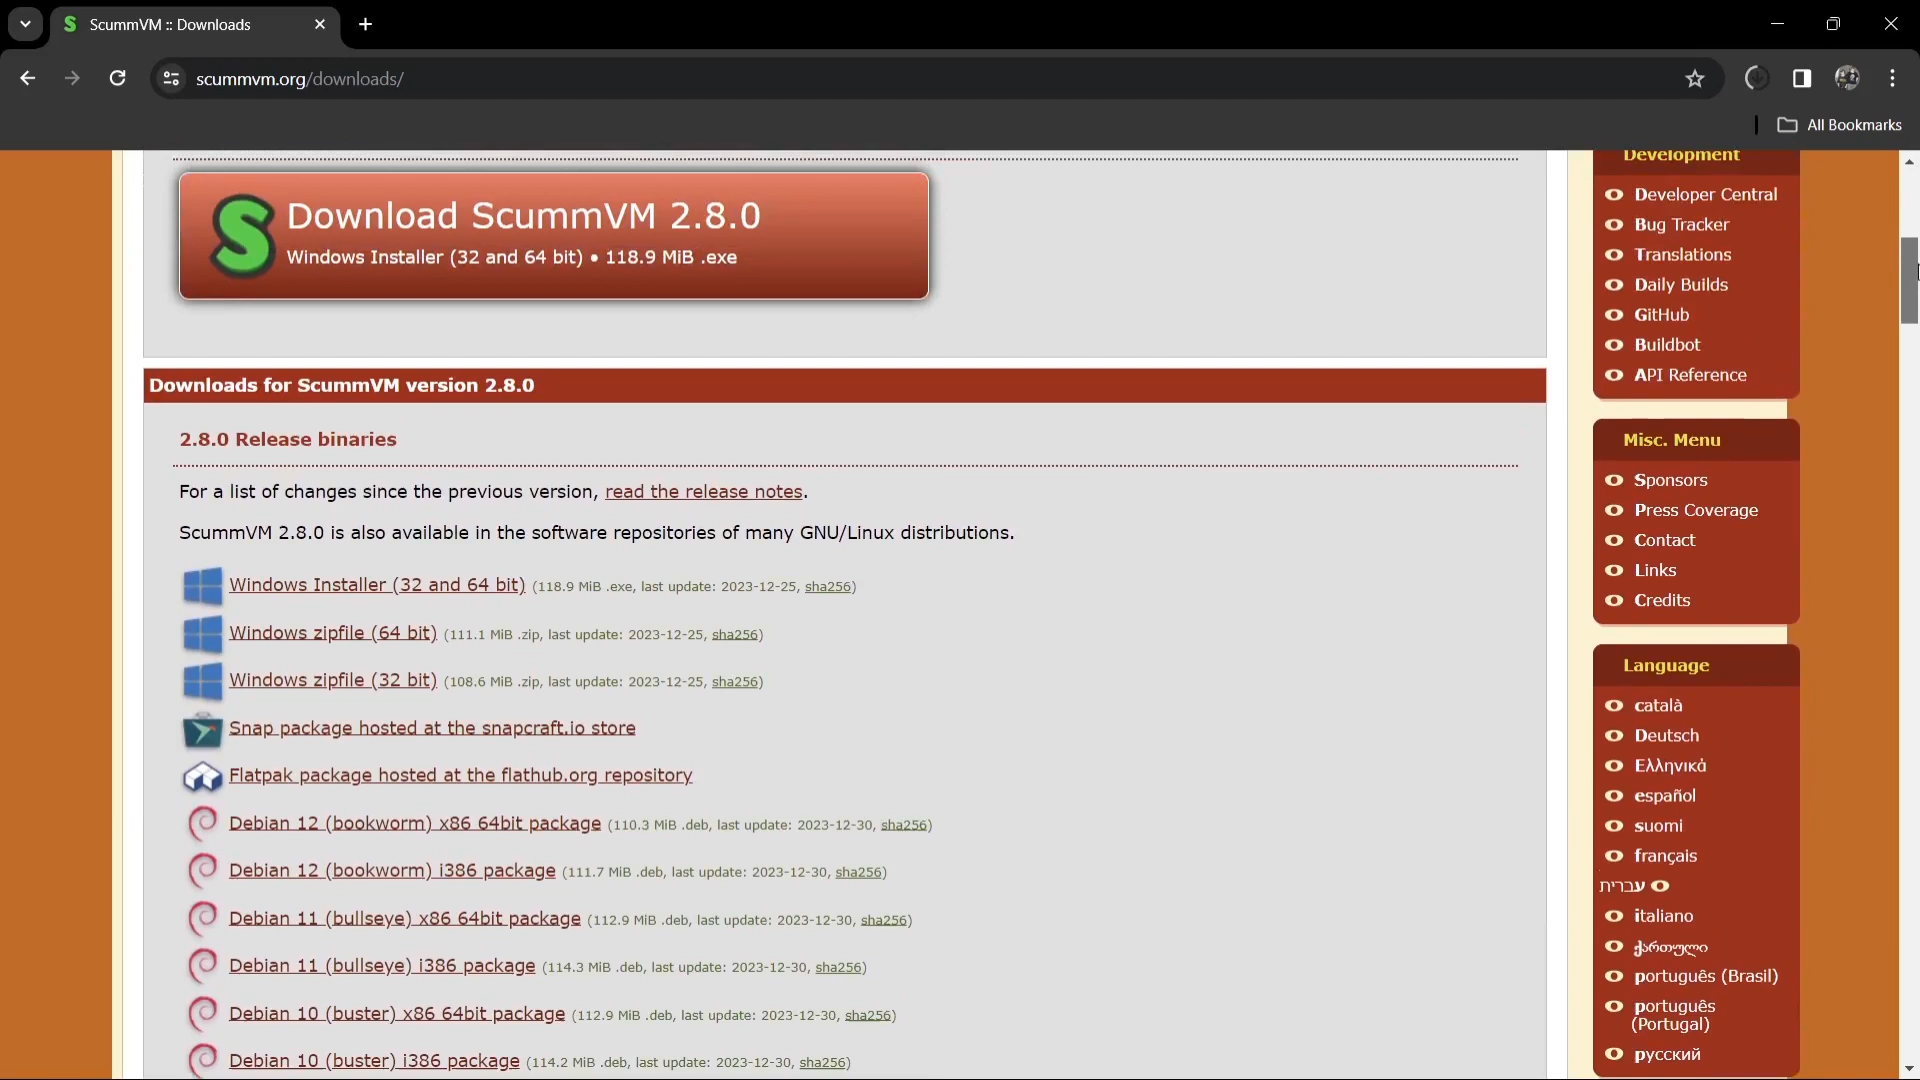 ScummVM :: Downloads
scummvm.org/downloads/
All Bookmarks
Download ScummVM 2.8.0
Windows Installer (32 and 64 bit) • 118.9 MiB .exe
Downloads for ScummVM version 2.8.0
2.8.0 Release binaries
For a list of changes since the previous version, read the release notes.
ScummVM 2.8.0 is also available in the software repositories of many GNU/Linux distributions.
Windows Installer (32 and 64 bit) (118.9 MiB .exe, last update: 2023-12-25, sha256)
Windows zipfile (64 bit) (111.1 MiB .zip, last update: 2023-12-25, sha256)
Windows zipfile (32 bit) (108.6 MiB .zip, last update: 2023-12-25, sha256)
Snap package hosted at the snapcraft.io store
Flatpak package hosted at the flathub.org repository
Debian 12 (bookworm) x86 64bit package (110.3 MiB .deb, last update: 2023-12-30, sha256)
Debian 12 (bookworm) i386 package (111.7 MiB .deb, last update: 2023-12-30, sha256)
Debian 11 (bullseye) x86 64bit package (112.9 MiB .deb, last update: 2023-12-30, sha256)
Debian 11 (bullseye) i386 package (114.3 MiB .deb, last update: 2023-12-30, sha256)
Debian 10 (buster) x86 64bit package (112.9 MiB .deb, last update: 2023-12-30, sha256)
Debian 10 (buster) i386 package (114.2 MiB .deb, last update: 2023-12-30, sha256)
Development
Developer Central
Bug Tracker
Translations
Daily Builds
GitHub
Buildbot
API Reference
Misc. Menu
Sponsors
Press Coverage
Contact
Links
Credits
Language
català
Deutsch
Ελληνικά
español
suomi
français
עברית
italiano
ქართული
português (Brasil)
português
(Portugal)
русский